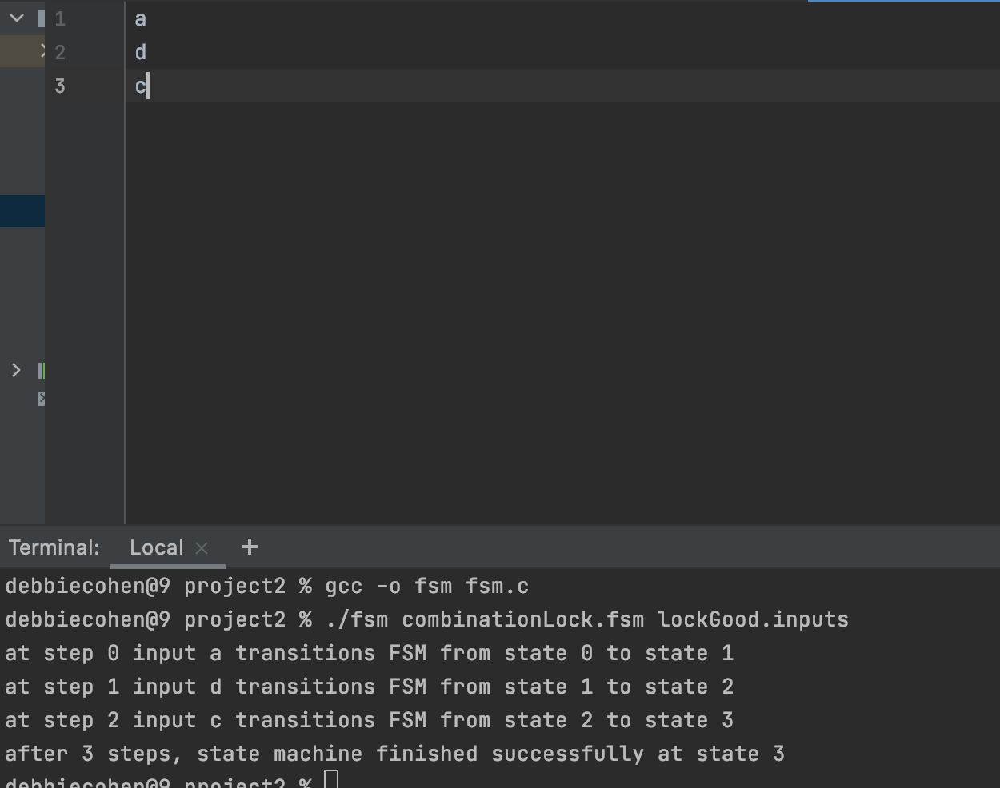 1 a
2 d
3 c
Terminal: Local × +
debbiecohen@9 project2 % gcc -o fsm fsm.c
debbiecohen@9 project2 % ./fsm combinationLock.fsm lockGood.inputs
at step 0 input a transitions FSM from state 0 to state 1
at step 1 input d transitions FSM from state 1 to state 2
at step 2 input c transitions FSM from state 2 to state 3
after 3 steps, state machine finished successfully at state 3
debbiecohen@9 project2 %